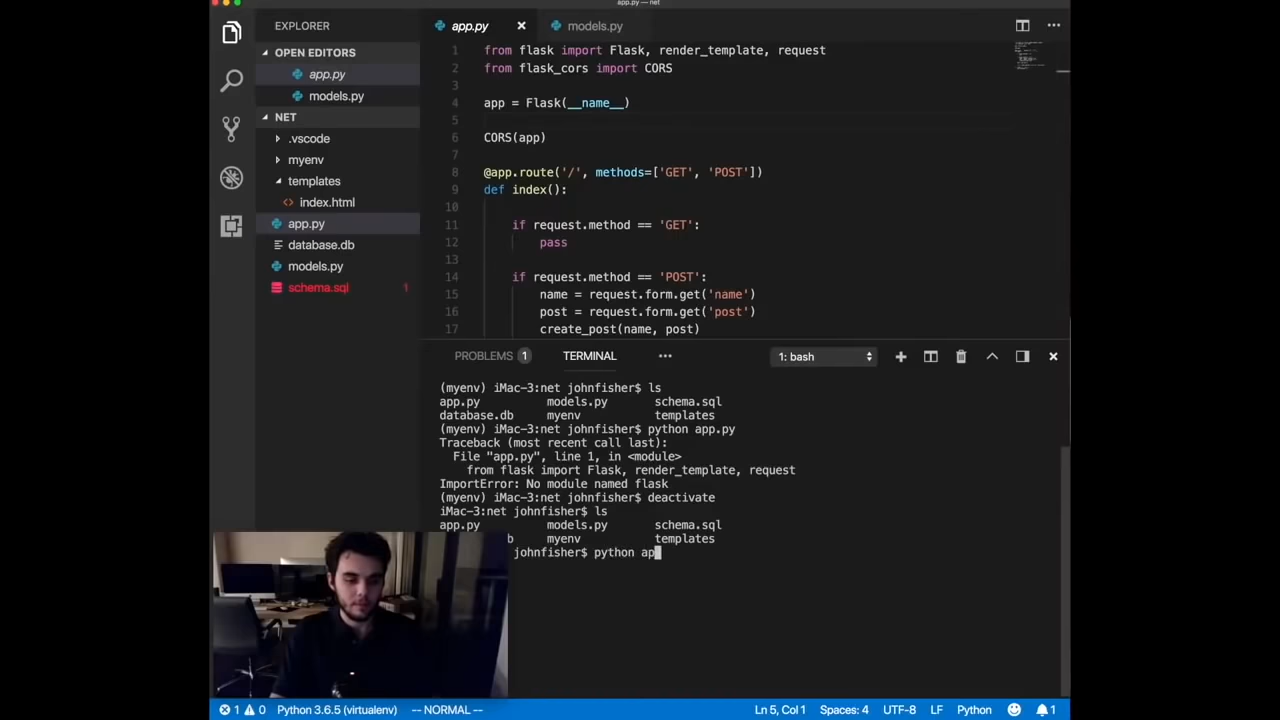 app.py — net
EXPLORER
OPEN EDITORS
app.py
models.py
NET
.vscode
myenv
templates
<> index.html
app.py
database.db
models.py
schema.sql 1
app.py
models.py
1 from flask import Flask, render_template, request
2 from flask_cors import CORS
3
4 app = Flask(__name__)
5
6 CORS(app)
7
8 @app.route('/', methods=['GET', 'POST'])
9 def index():
10
11 if request.method == 'GET':
12 pass
13
14 if request.method == 'POST':
15 name = request.form.get('name')
16 post = request.form.get('post')
17 create_post(name, post)
PROBLEMS 1 TERMINAL 1: bash
(myenv) iMac-3:net johnfisher$ ls
app.py models.py schema.sql
database.db myenv templates
(myenv) iMac-3:net johnfisher$ python app.py
Traceback (most recent call last):
File "app.py", line 1, in <module>
from flask import Flask, render_template, request
ImportError: No module named flask
(myenv) iMac-3:net johnfisher$ deactivate
iMac-3:net johnfisher$ ls
app.py models.py schema.sql
b myenv templates
johnfisher$ python ap
1 0 Python 3.6.5 (virtualenv) -- NORMAL -- Ln 5, Col 1 Spaces: 4 UTF-8 LF Python 1